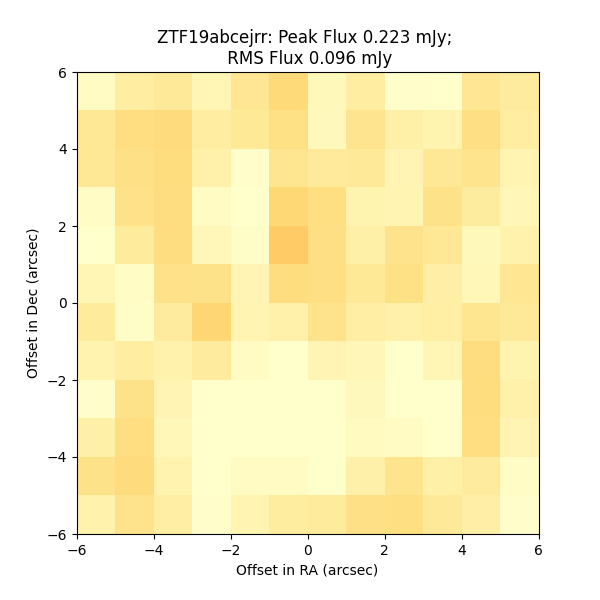 ZTF19abcejrr: Peak Flux 0.223 mJy;
RMS Flux 0.096 mJy
6
4
2
0
−2
−4
−6
Offset in Dec (arcsec)
−6 −4 −2 0 2 4 6
Offset in RA (arcsec)